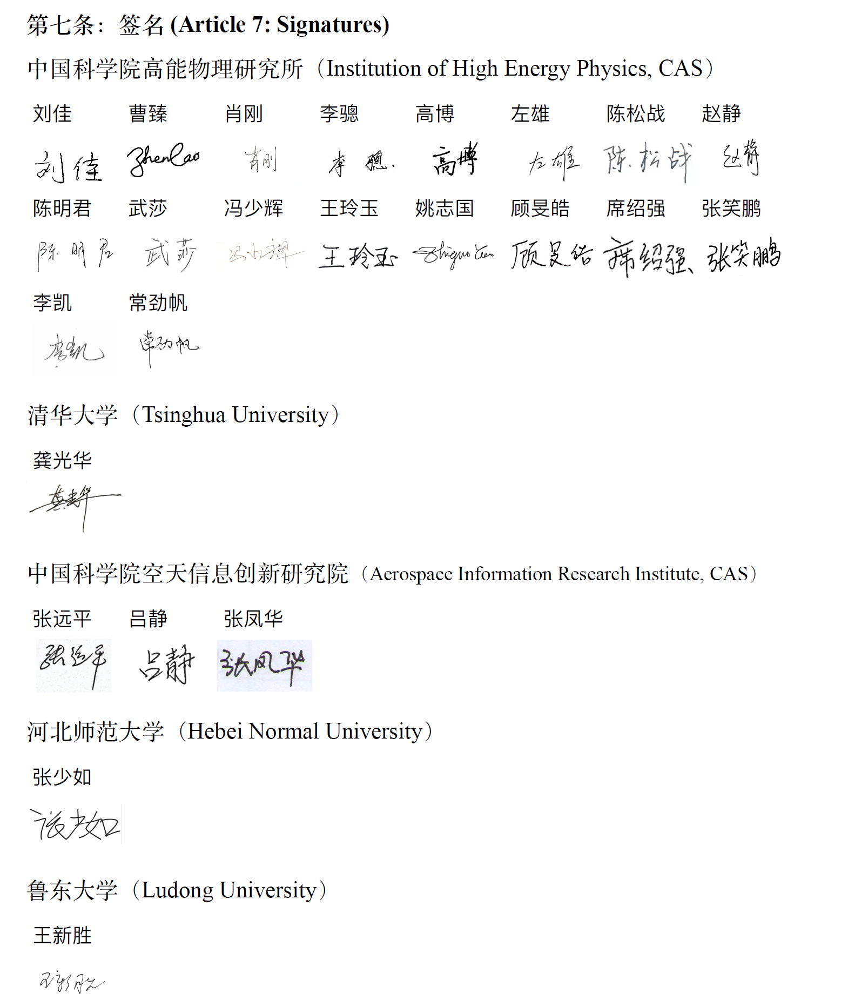 第七条：签名 (Article 7: Signatures)
中国科学院高能物理研究所（Institution of High Energy Physics, CAS）
刘佳 曹臻 肖刚 李骢 高博 左雄 陈松战 赵静
刘佳 Zhen Cao 肖刚 李骢. 高博 左雄 陈松战 赵静
陈明君 武莎 冯少辉 王玲玉 姚志国 顾旻皓 席绍强 张笑鹏
陈明君 武莎 冯少辉 王玲玉 Zhiguo Yao 顾旻皓 席绍强 张笑鹏
李凯 常劲帆
李凯 常劲帆
清华大学（Tsinghua University）
龚光华
龚光华
中国科学院空天信息创新研究院（Aerospace Information Research Institute, CAS）
张远平 吕静 张凤华
张远平 吕静 张凤华
河北师范大学（Hebei Normal University）
张少如
张少如
鲁东大学（Ludong University）
王新胜
王新胜